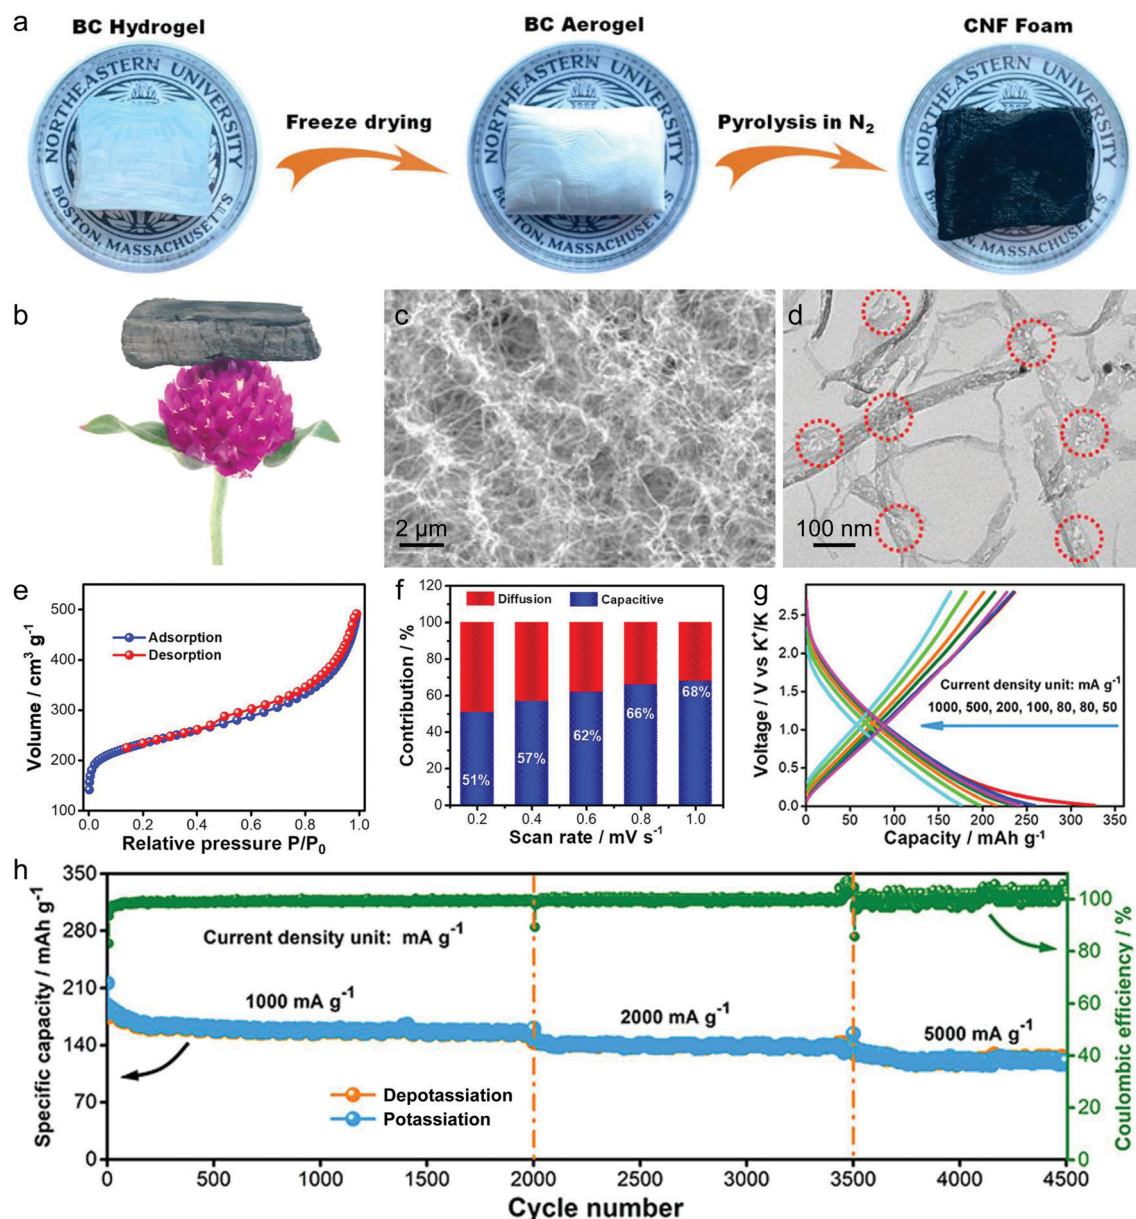 a
BC Hydrogel
BC Aerogel
CNF Foam
NORTHEASTERN UNIVERSITY
BOSTON, MASSACHUSETTS
Freeze drying
NORTHEASTERN UNIVERSITY
BOSTON, MASSACHUSETTS
Pyrolysis in N₂
NORTHEASTERN UNIVERSITY
BOSTON, MASSACHUSETTS
b
c
2 μm
d
100 nm
e
Volume / cm³ g⁻¹
500
400
300
200
100
Adsorption
Desorption
0.0 0.2 0.4 0.6 0.8 1.0
Relative pressure P/P₀
f
Contribution / %
120
100
80
60
40
20
0
Diffusion
Capacitive
51%
57%
62%
66%
68%
0.2 0.4 0.6 0.8 1.0
Scan rate / mV s⁻¹
g
Voltage / V vs K⁺/K
2.5
2.0
1.5
1.0
0.5
0.0
Current density unit: mA g⁻¹
1000, 500, 200, 100, 80, 80, 50
0 50 100 150 200 250 300 350
Capacity / mAh g⁻¹
h
Specific capacity / mAh g⁻¹
350
280
210
140
70
0
Current density unit: mA g⁻¹
1000 mA g⁻¹
2000 mA g⁻¹
5000 mA g⁻¹
Depotassiation
Potassiation
100
80
60
40
20
0
Coulombic efficiency / %
0 500 1000 1500 2000 2500 3000 3500 4000 4500
Cycle number